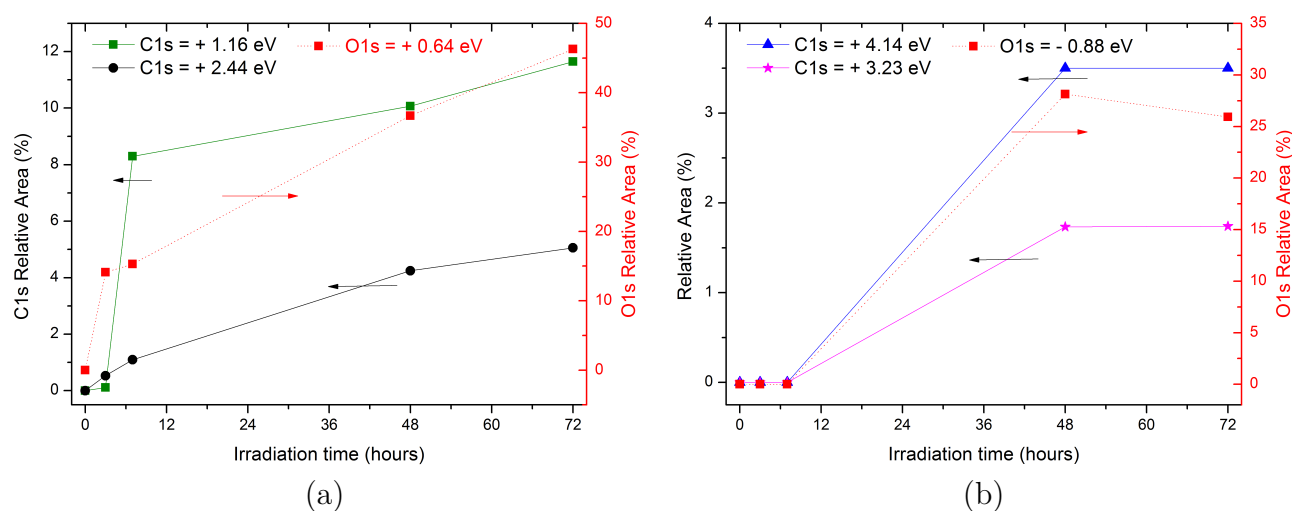 C1s = + 1.16 eV
O1s = + 0.64 eV
C1s = + 2.44 eV
C1s Relative Area (%)
12
10
8
6
4
2
0
50
40
30
20
10
0
O1s Relative Area (%)
0 12 24 36 48 60 72
Irradiation time (hours)
(a)
C1s = + 4.14 eV
O1s = - 0.88 eV
C1s = + 3.23 eV
Relative Area (%)
4
3
2
1
0
35
30
25
20
15
10
5
0
O1s Relative Area (%)
0 12 24 36 48 60 72
Irradiation time (hours)
(b)